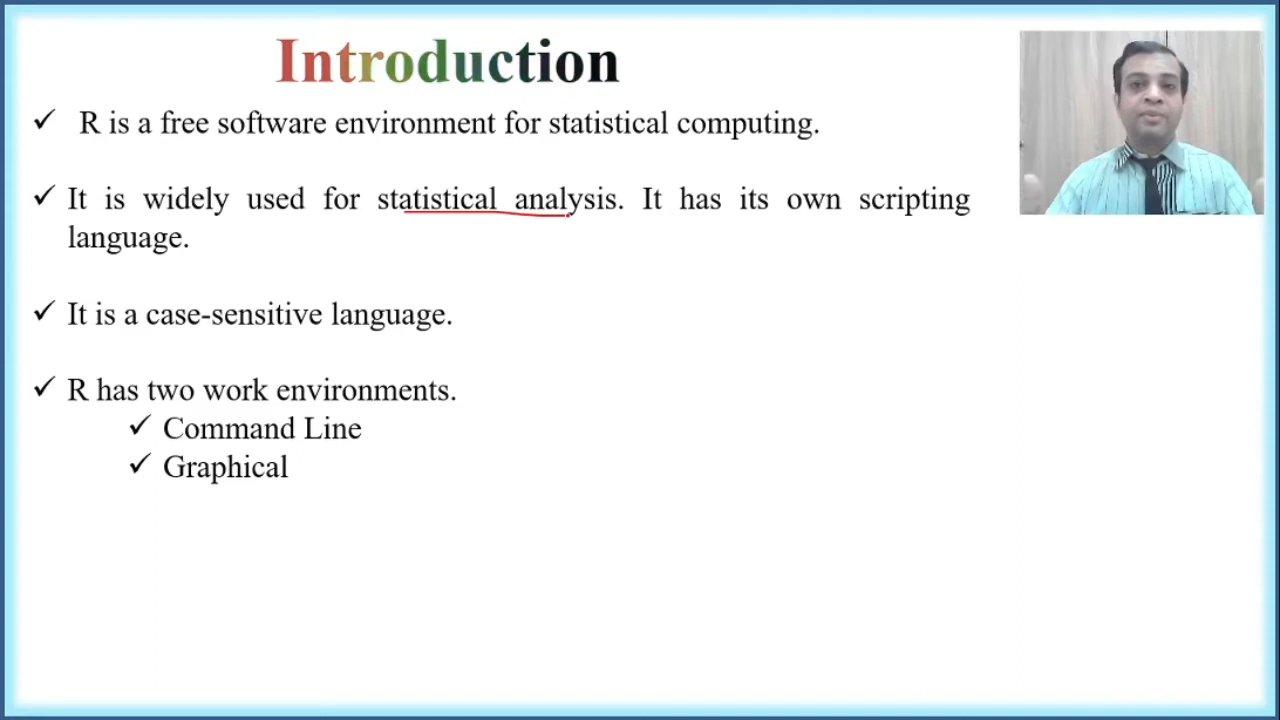 Introduction
✓ R is a free software environment for statistical computing.
✓ It is widely used for statistical analysis. It has its own scripting
language.
✓ It is a case-sensitive language.
✓ R has two work environments.
✓ Command Line
✓ Graphical